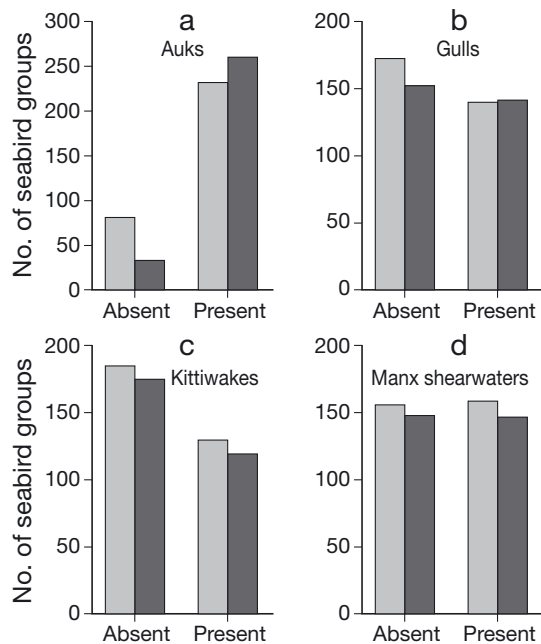 a
Auks
No. of seabird groups
300
250
200
150
100
50
0
Absent Present
b
Gulls
200
150
100
50
0
Absent Present
c
Kittiwakes
No. of seabird groups
200
150
100
50
0
Absent Present
d
Manx shearwaters
200
150
100
50
0
Absent Present